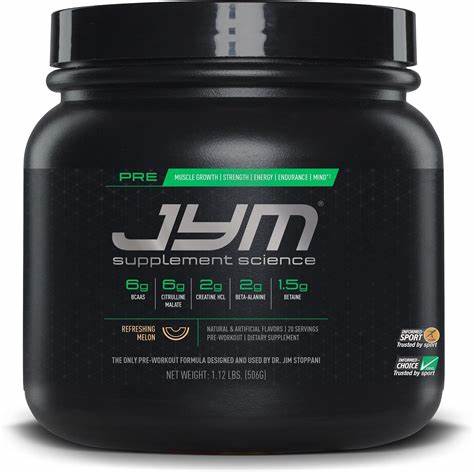 PRE MUSCLE GROWTH | STRENGTH | ENERGY | ENDURANCE | MIND*†
JYM®
supplement science
6g 6g 2g 2g 1.5g
BCAAS CITRULLINE MALATE CREATINE HCL BETA-ALANINE BETAINE
REFRESHING MELON
NATURAL & ARTIFICIAL FLAVORS | 20 SERVINGS
PRE-WORKOUT | DIETARY SUPPLEMENT
THE ONLY PRE-WORKOUT FORMULA DESIGNED AND USED BY DR. JIM STOPPANI
NET WEIGHT: 1.12 LBS. (506G)
INFORMED SPORT
Trusted by sport
INFORMED CHOICE
Trusted by sport